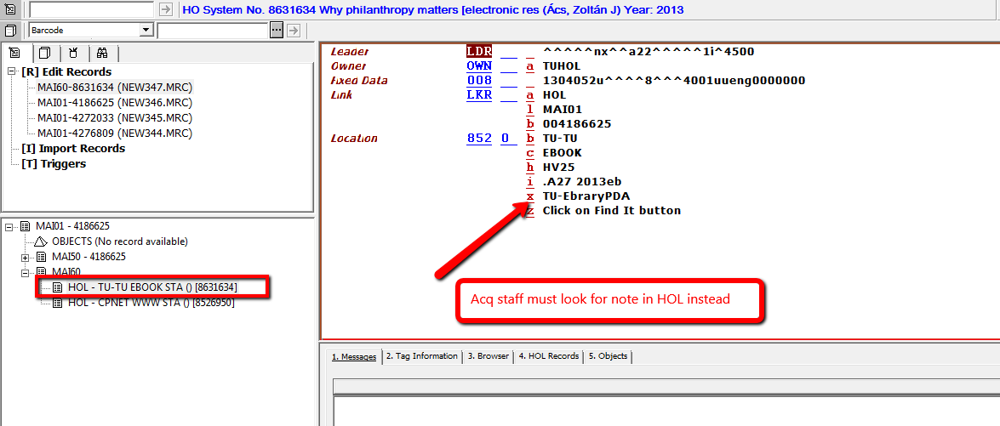 HO System No. 8631634 Why philanthropy matters [electronic res (Ács, Zoltán J) Year: 2013
Barcode
...
[R] Edit Records
MAI60-8631634 (NEW347.MRC)
MAI01-4186625 (NEW346.MRC)
MAI01-4272033 (NEW345.MRC)
MAI01-4276809 (NEW344.MRC)
[I] Import Records
[T] Triggers
MAI01 - 4186625
OBJECTS (No record available)
MAI50 - 4186625
MAI60
HOL - TU-TU EBOOK STA () [8631634]
HOL - CPNET WWW STA () [8526950]
Leader LDR _ ^^^^^nx^^a22^^^^^1i^4500
Owner OWN a TUHOL
Fixed Data 008 _ 1304052u^^^^8^^^4001uueng0000000
Link LKR a HOL
l MAI01
b 004186625
Location 852 0 b TU-TU
c EBOOK
h HV25
i .A27 2013eb
x TU-EbraryPDA
z Click on Find It button
Acq staff must look for note in HOL instead
1. Messages 2. Tag Information 3. Browser 4. HOL Records 5. Objects